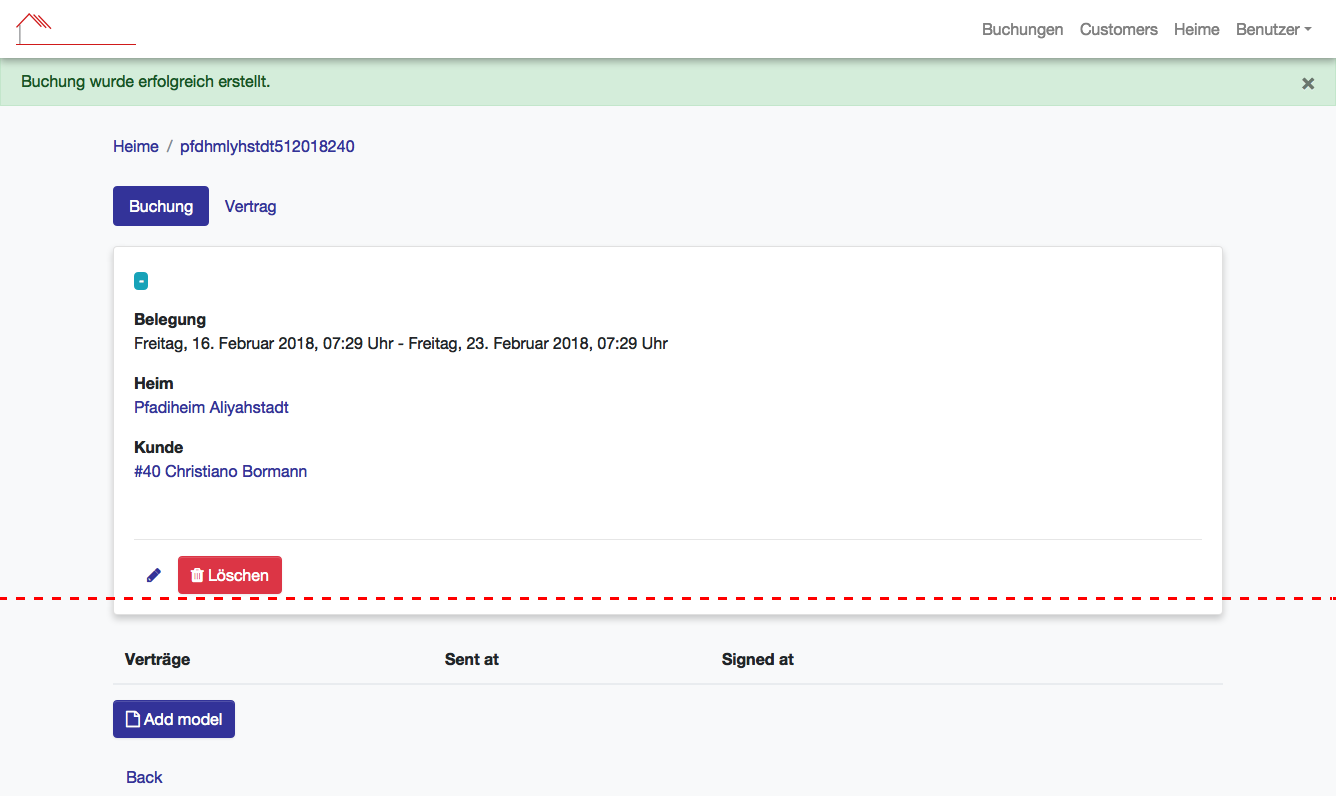 Buchungen Customers Heime Benutzer
Buchung wurde erfolgreich erstellt. ×
Heime / pfdhmlyhstdt512018240
Buchung Vertrag
-
Belegung
Freitag, 16. Februar 2018, 07:29 Uhr - Freitag, 23. Februar 2018, 07:29 Uhr
Heim
Pfadiheim Aliyahstadt
Kunde
#40 Christiano Bormann
Löschen
Verträge Sent at Signed at
Add model
Back